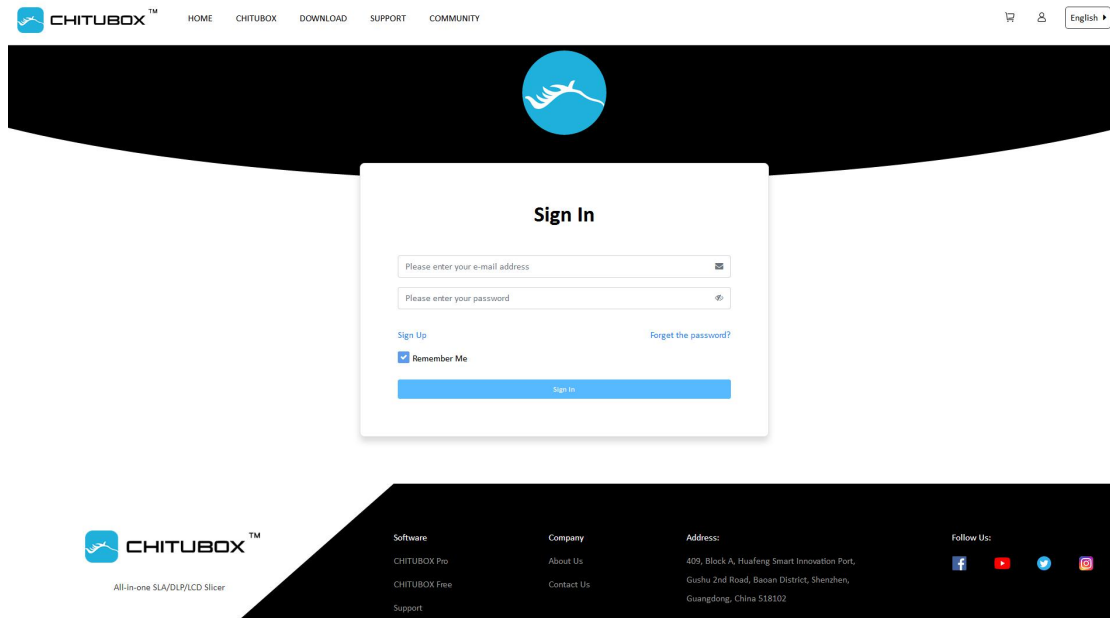 CHITUBOX™ HOME CHITUBOX DOWNLOAD SUPPORT COMMUNITY English
Sign In
Please enter your e-mail address
Please enter your password
Sign Up Forget the password?
Remember Me
Sign In
CHITUBOX™
All-in-one SLA/DLP/LCD Slicer
Software
CHITUBOX Pro
CHITUBOX Free
Support
Company
About Us
Contact Us
Address:
409, Block A, Huafeng Smart Innovation Port,
Gushu 2nd Road, Baoan District, Shenzhen,
Guangdong, China 518102
Follow Us: